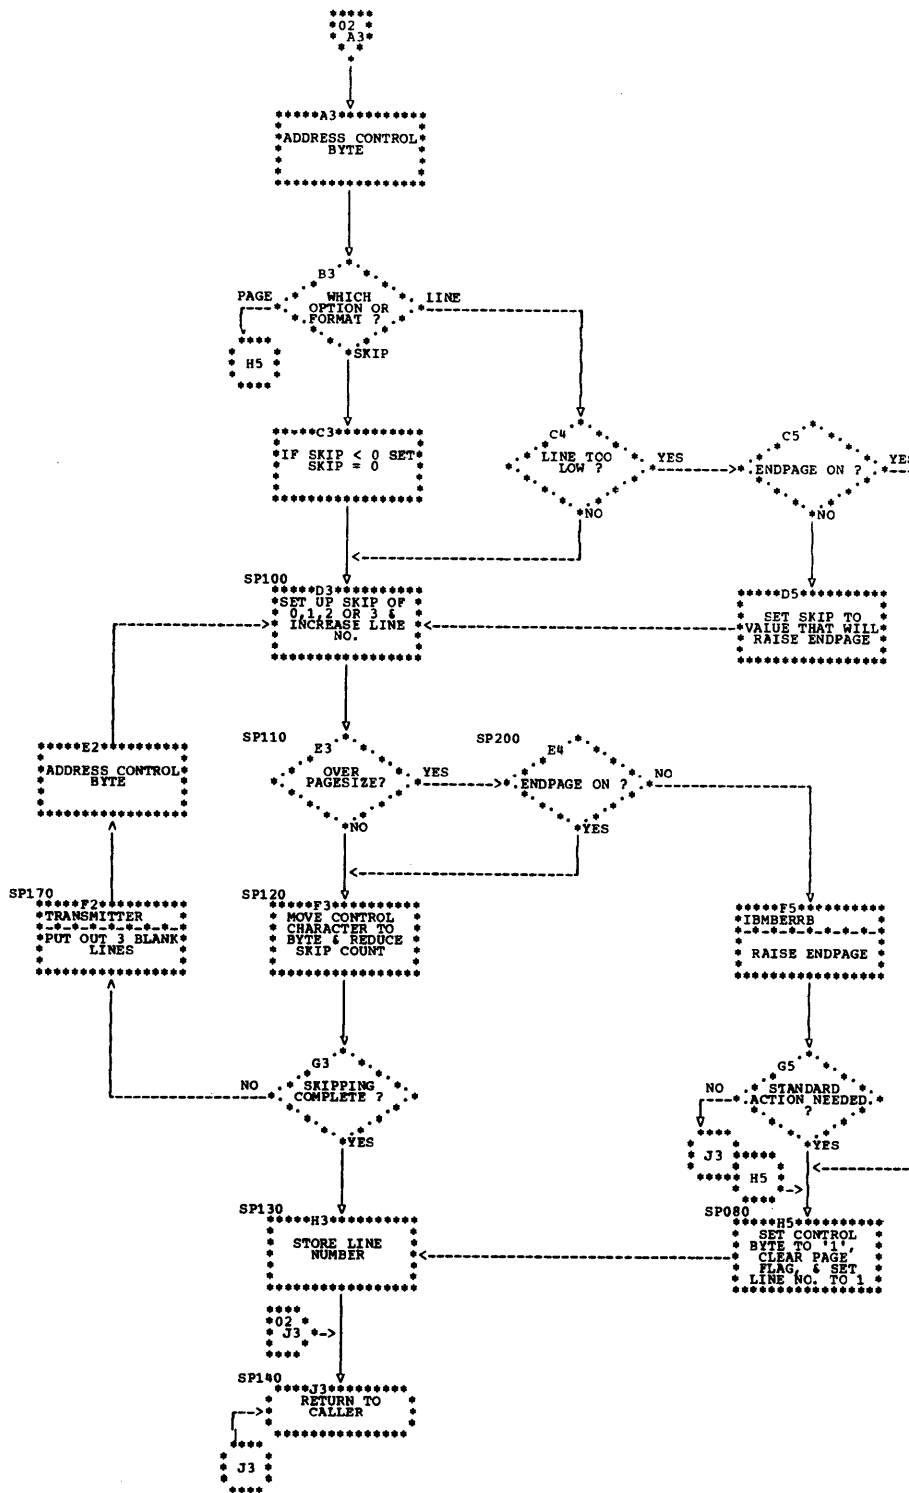 02
A3
A3
ADDRESS CONTROL
BYTE
B3
PAGE
WHICH
OPTION OR
FORMAT ?
LINE
SKIP
H5
C3
IF SKIP < 0 SET
SKIP = 0
C4
LINE TOO
LOW ?
YES
NO
C5
ENDPAGE ON ?
YES
NO
SP100
D3
SET UP SKIP OF
0,1,2 OR 3 &
INCREASE LINE
NO.
D5
SET SKIP TO
VALUE THAT WILL
RAISE ENDPAGE
E2
ADDRESS CONTROL
BYTE
SP110
E3
OVER
PAGESIZE?
YES
NO
SP200
E4
ENDPAGE ON ?
NO
YES
SP170
F2
TRANSMITTER
PUT OUT 3 BLANK
LINES
SP120
F3
MOVE CONTROL
CHARACTER TO
BYTE & REDUCE
SKIP COUNT
F5
IBMBERRB
RAISE ENDPAGE
G3
SKIPPING
COMPLETE ?
NO
YES
G5
STANDARD
ACTION NEEDED
?
NO
YES
J3
H5
SP130
H3
STORE LINE
NUMBER
SP080
H5
SET CONTROL
BYTE TO '1',
CLEAR PAGE
FLAG, & SET
LINE NO. TO 1
02
J3
SP140
J3
RETURN TO
CALLER
J3